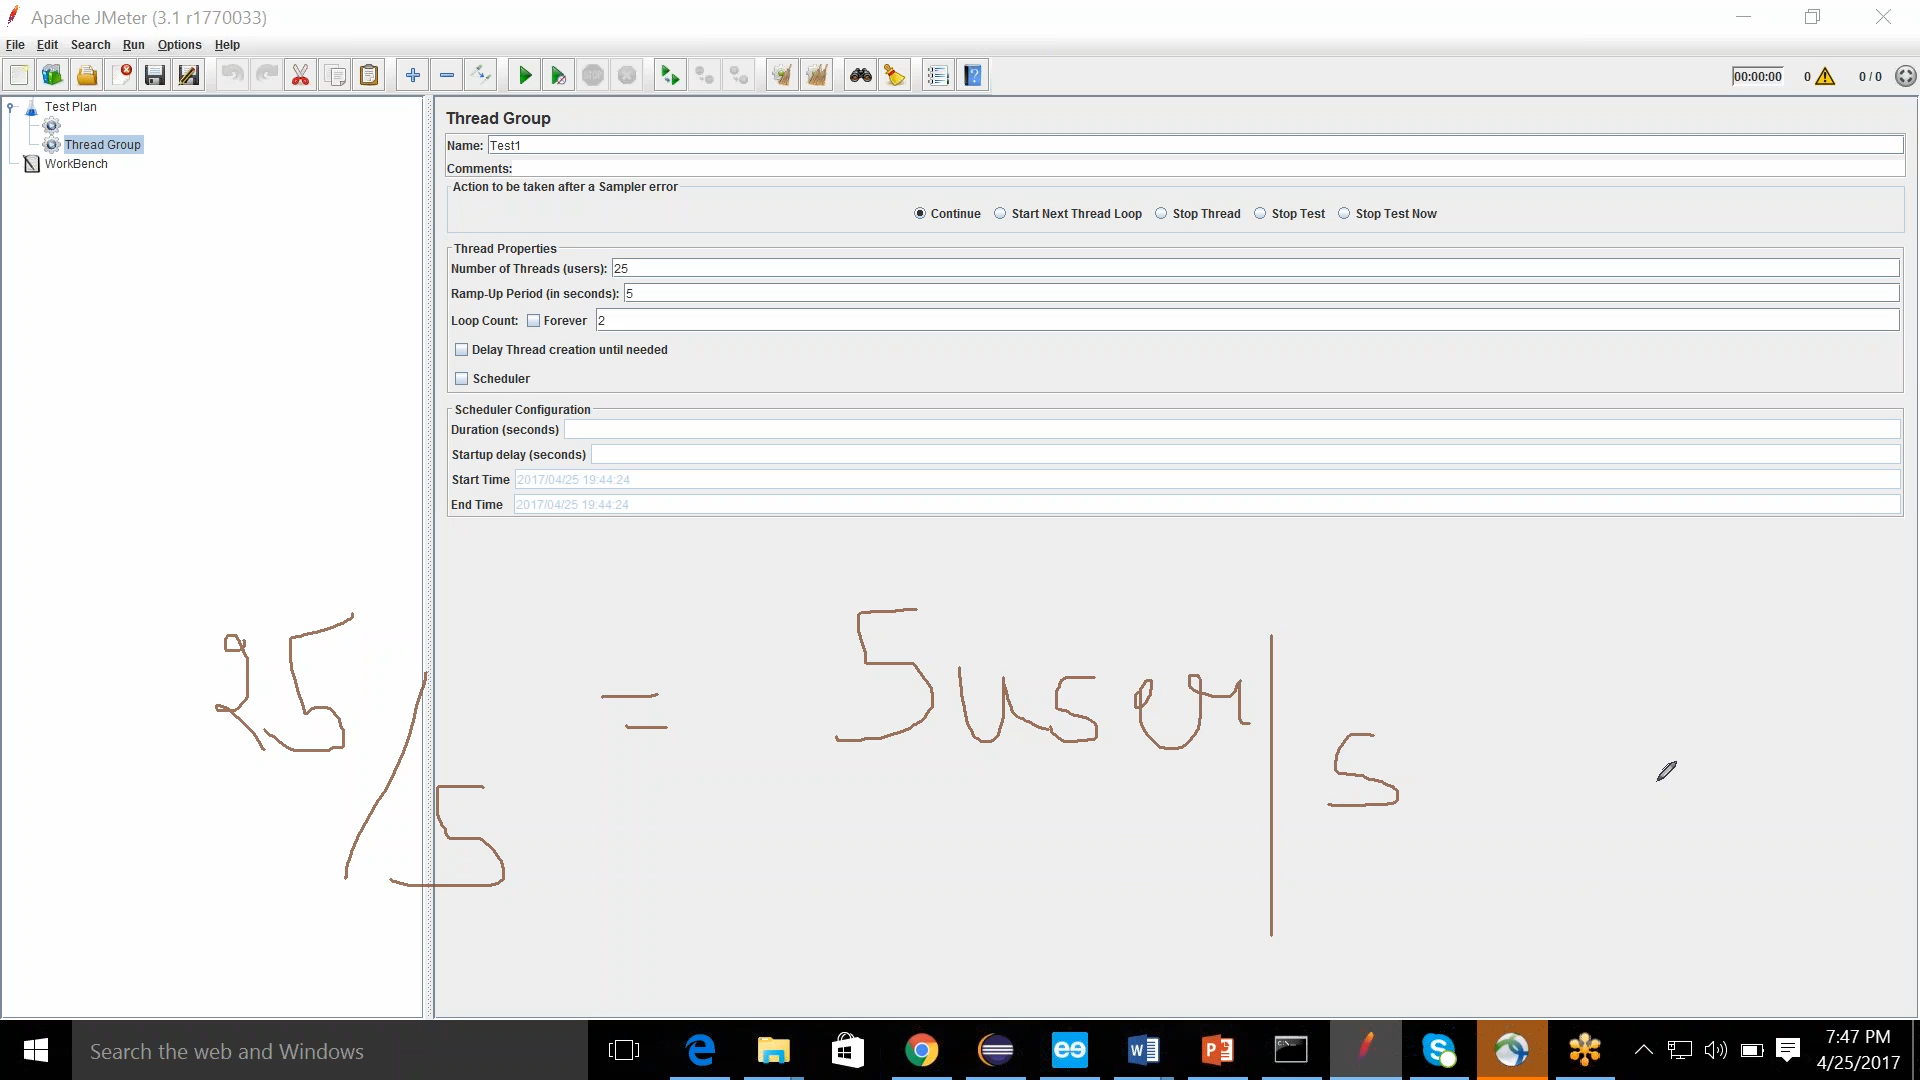 Apache JMeter (3.1 r1770033)
File Edit Search Run Options Help
00:00:00 0 0 / 0
Test Plan
Thread Group
WorkBench
Thread Group
Name: Test1
Comments:
Action to be taken after a Sampler error
Continue Start Next Thread Loop Stop Thread Stop Test Stop Test Now
Thread Properties
Number of Threads (users): 25
Ramp-Up Period (in seconds): 5
Loop Count: Forever 2
Delay Thread creation until needed
Scheduler
Scheduler Configuration
Duration (seconds)
Startup delay (seconds)
Start Time 2017/04/25 19:44:24
End Time 2017/04/25 19:44:24
25/5 = 5 user | s
Search the web and Windows
7:47 PM
4/25/2017